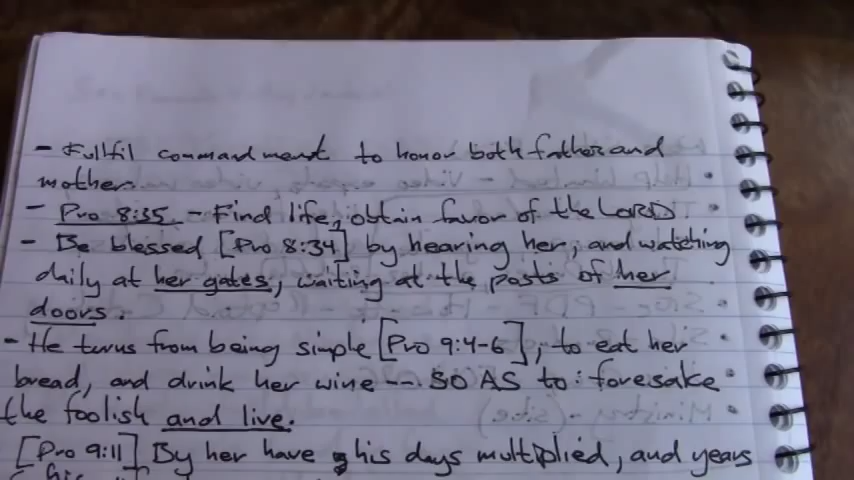 - Fullfil commandment to honor both father and
mother.
- Pro 8:35 - Find life, obtain favor of the LORD.
- Be blessed [Pro 8:34] by hearing her, and watching
daily at her gates, waiting at the posts of her
doors.
- He turns from being simple [Pro 9:4-6], to eat her
bread, and drink her wine -- SO AS to foresake
the foolish and live.
[Pro 9:11] By her have his days multiplied, and years